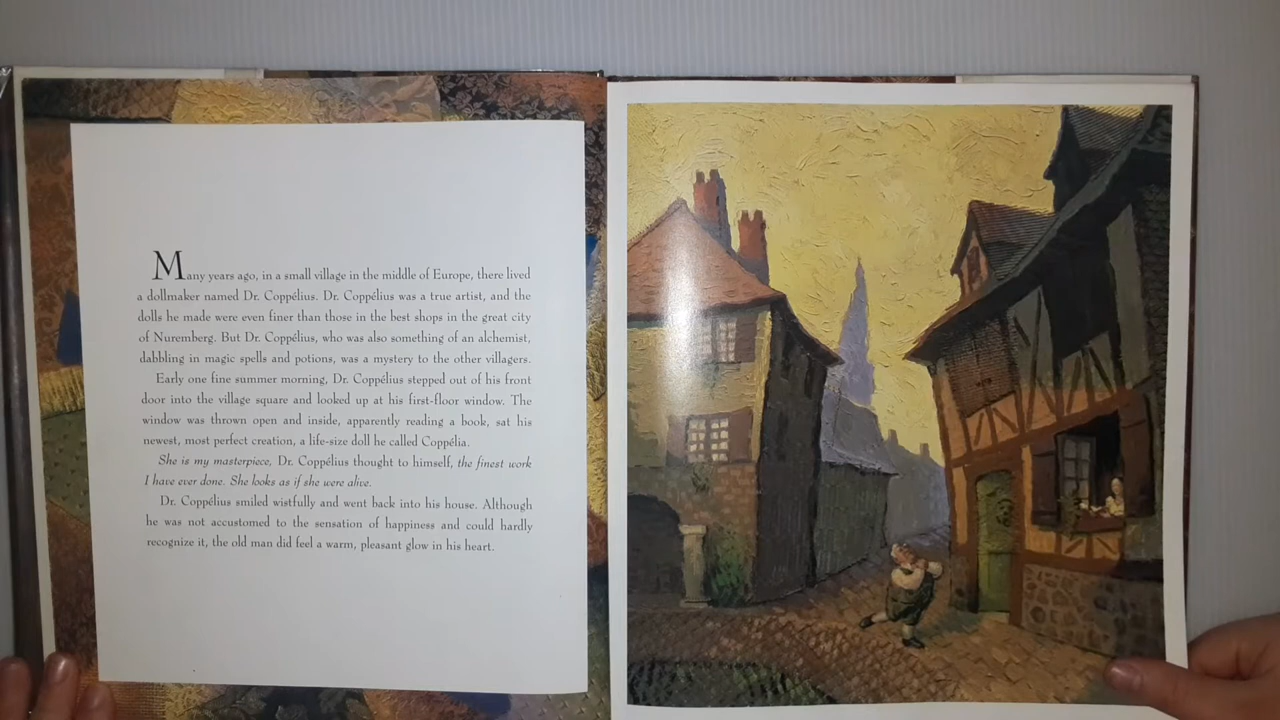 Many years ago, in a small village in the middle of Europe, there lived
a dollmaker named Dr. Coppélius. Dr. Coppélius was a true artist, and the
dolls he made were even finer than those in the best shops in the great city
of Nuremberg. But Dr. Coppélius, who was also something of an alchemist,
dabbling in magic spells and potions, was a mystery to the other villagers.
Early one fine summer morning, Dr. Coppélius stepped out of his front
door into the village square and looked up at his first-floor window. The
window was thrown open and inside, apparently reading a book, sat his
newest, most perfect creation, a life-size doll he called Coppélia.
She is my masterpiece, Dr. Coppélius thought to himself, the finest work
I have ever done. She looks as if she were alive.
Dr. Coppélius smiled wistfully and went back into his house. Although
he was not accustomed to the sensation of happiness and could hardly
recognize it, the old man did feel a warm, pleasant glow in his heart.